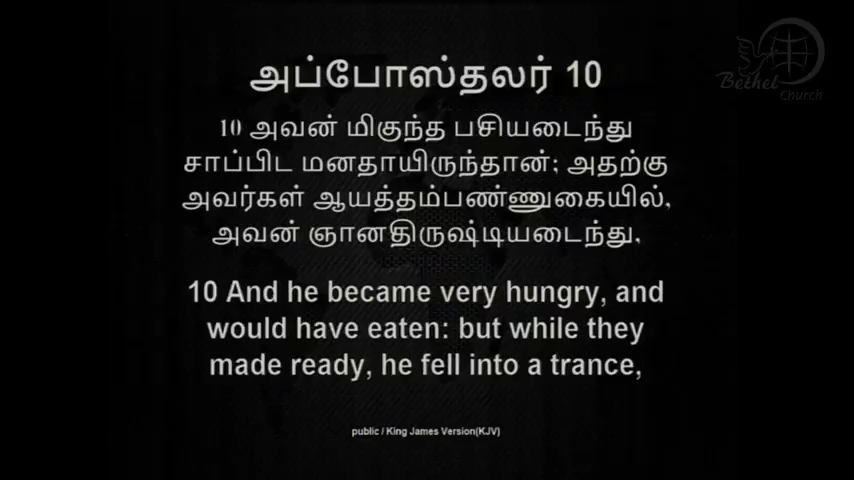 Bethel
Church
அப்போஸ்தலர் 10
10 அவன் மிகுந்த பசியடைந்து
சாப்பிட மனதாயிருந்தான்; அதற்கு
அவர்கள் ஆயத்தம்பண்ணுகையில்,
அவன் ஞானதிருஷ்டியடைந்து,
10 And he became very hungry, and
would have eaten: but while they
made ready, he fell into a trance,
public / King James Version(KJV)